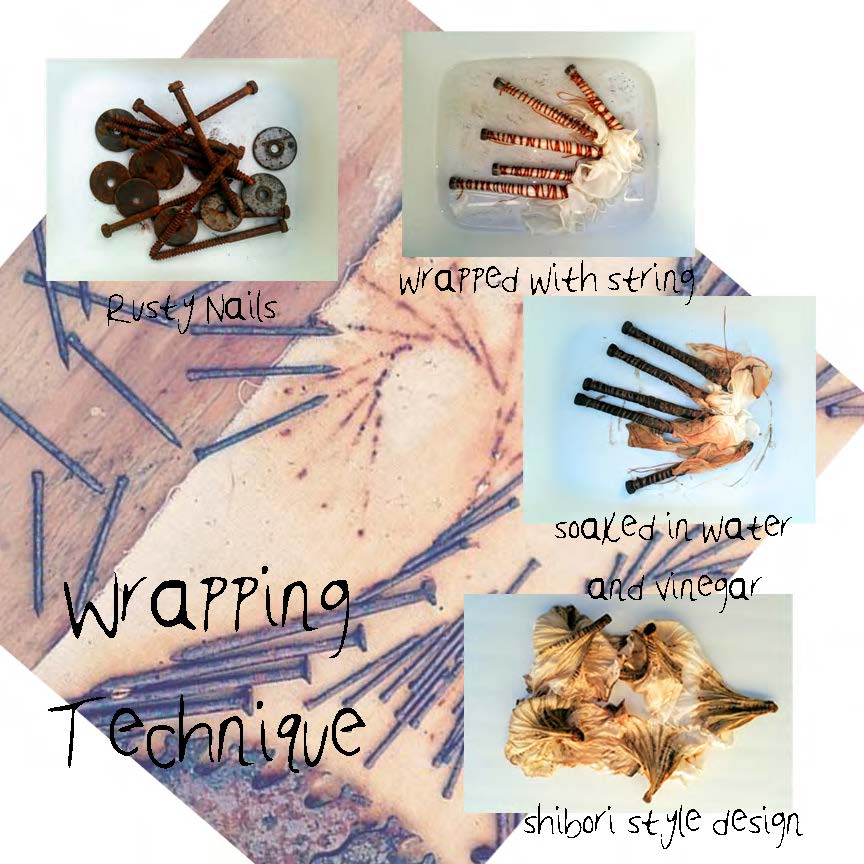 Rusty Nails
wrapped with string
soaked in water
and vinegar
Wrapping
Technique
shibori style design